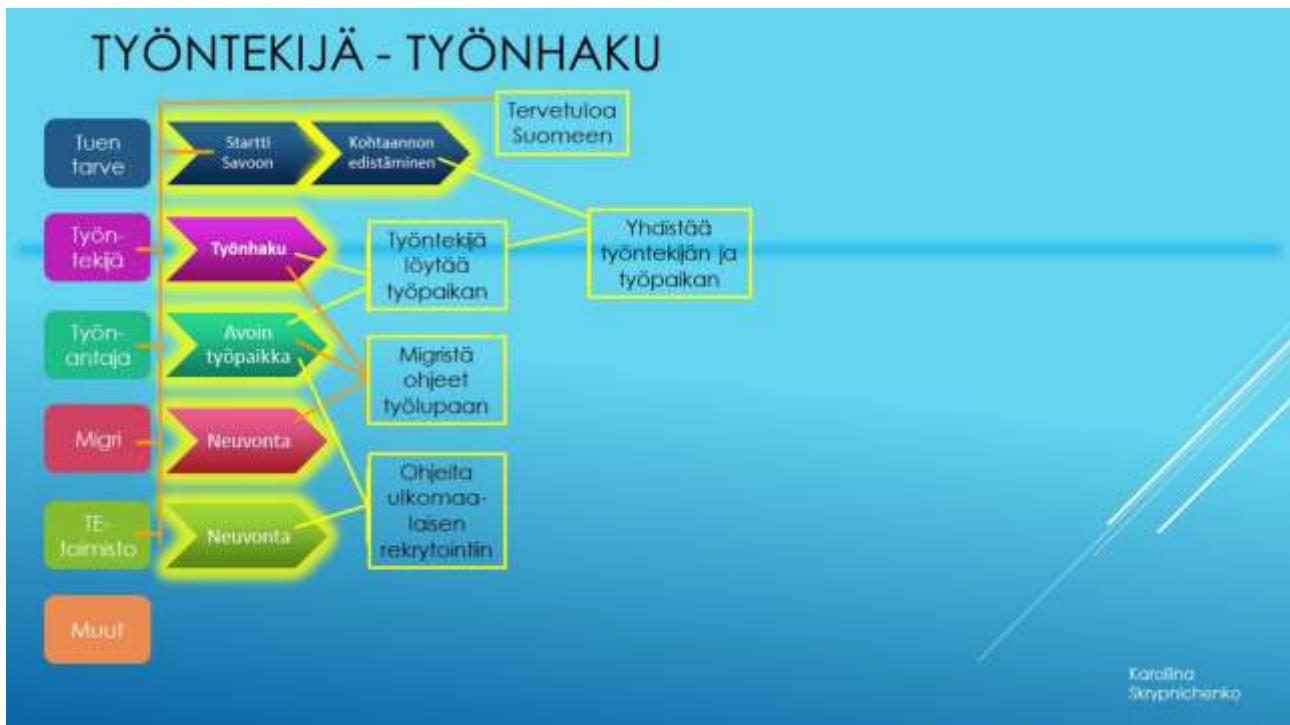 TYÖNTEKIJÄ - TYÖNHAKU
Tervetuloa
Suomeen
Tuen
tarve
Startti
Savoon
Kohtaannon
edistäminen
Työn-
tekijä
Työnhaku
Työntekijä
löytää
työpaikan
Yhdistää
työntekijän ja
työpaikan
Työn-
antaja
Avoin
työpaikka
Migristä
ohjeet
työlupaan
Migri
Neuvonta
Ohjeita
ulkomaa-
laisen
rekrytointiin
TE-
toimisto
Neuvonta
Muut
Karolina
Skrypnichenko